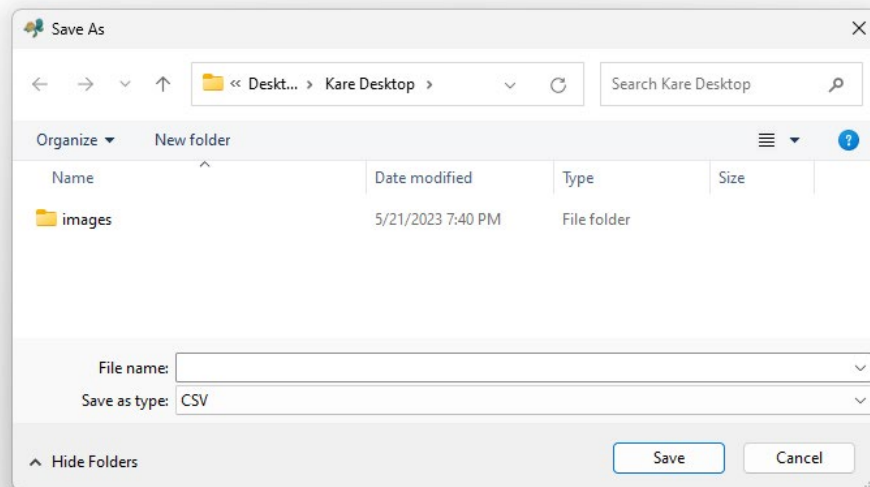 Save As
« Deskt... › Kare Desktop ›
Search Kare Desktop
Organize
New folder
Name
Date modified
Type
Size
images
5/21/2023 7:40 PM
File folder
File name:
Save as type: CSV
Hide Folders
Save
Cancel